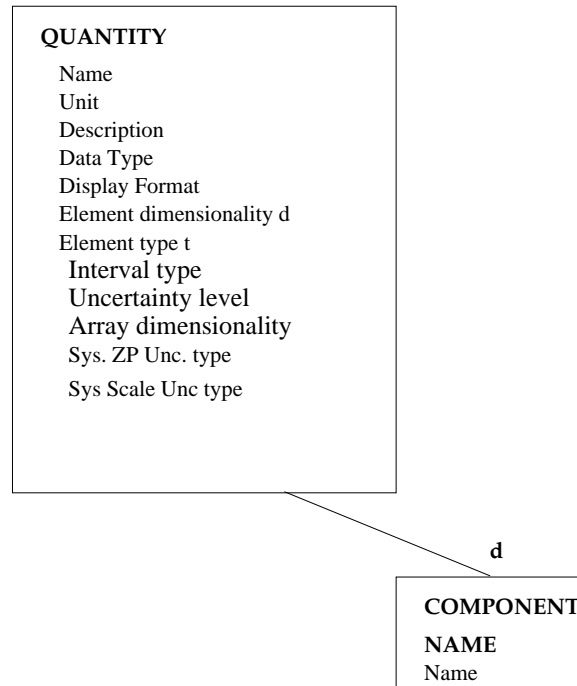 QUANTITY
Name
Unit
Description
Data Type
Display Format
Element dimensionality d
Element type t
Interval type
Uncertainty level
Array dimensionality
Sys. ZP Unc. type
Sys Scale Unc type
d
COMPONENT
NAME
Name